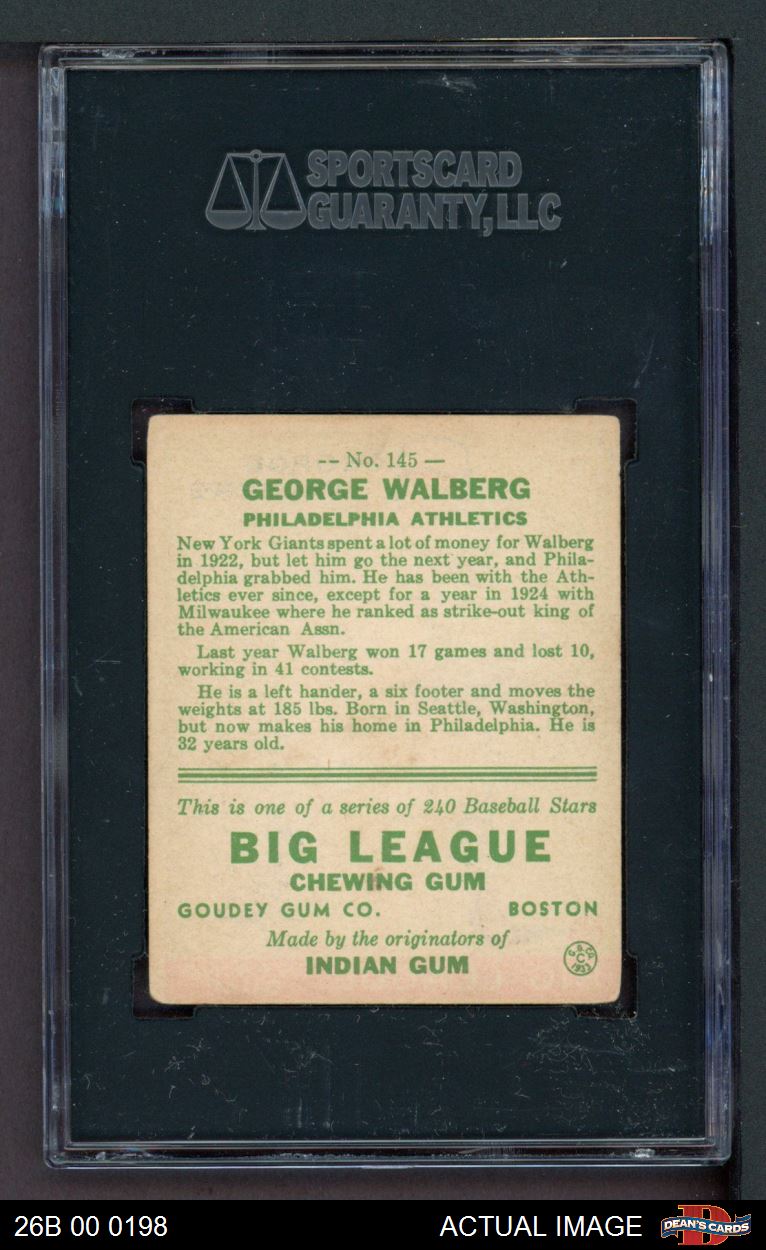 SPORTSCARD
GUARANTY, LLC
-- No. 145 —
GEORGE WALBERG
PHILADELPHIA ATHLETICS
New York Giants spent a lot of money for Walberg
in 1922, but let him go the next year, and Phila-
delphia grabbed him. He has been with the Ath-
letics ever since, except for a year in 1924 with
Milwaukee where he ranked as strike-out king of
the American Assn.
Last year Walberg won 17 games and lost 10,
working in 41 contests.
He is a left hander, a six footer and moves the
weights at 185 lbs. Born in Seattle, Washington,
but now makes his home in Philadelphia. He is
32 years old.
This is one of a series of 240 Baseball Stars
BIG LEAGUE
CHEWING GUM
GOUDEY GUM CO. BOSTON
Made by the originators of
INDIAN GUM
G.G.Co.
C
1933
26B 00 0198 ACTUAL IMAGE
D
DEAN'S CARDS